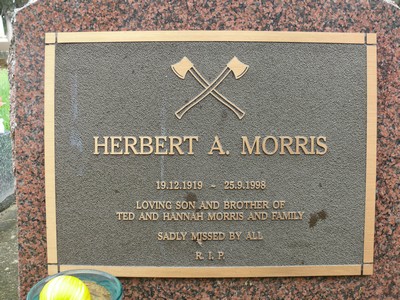 HERBERT A. MORRIS
19.12.1919 - 25.9.1998
LOVING SON AND BROTHER OF
TED AND HANNAH MORRIS AND FAMILY
SADLY MISSED BY ALL
R. I. P.